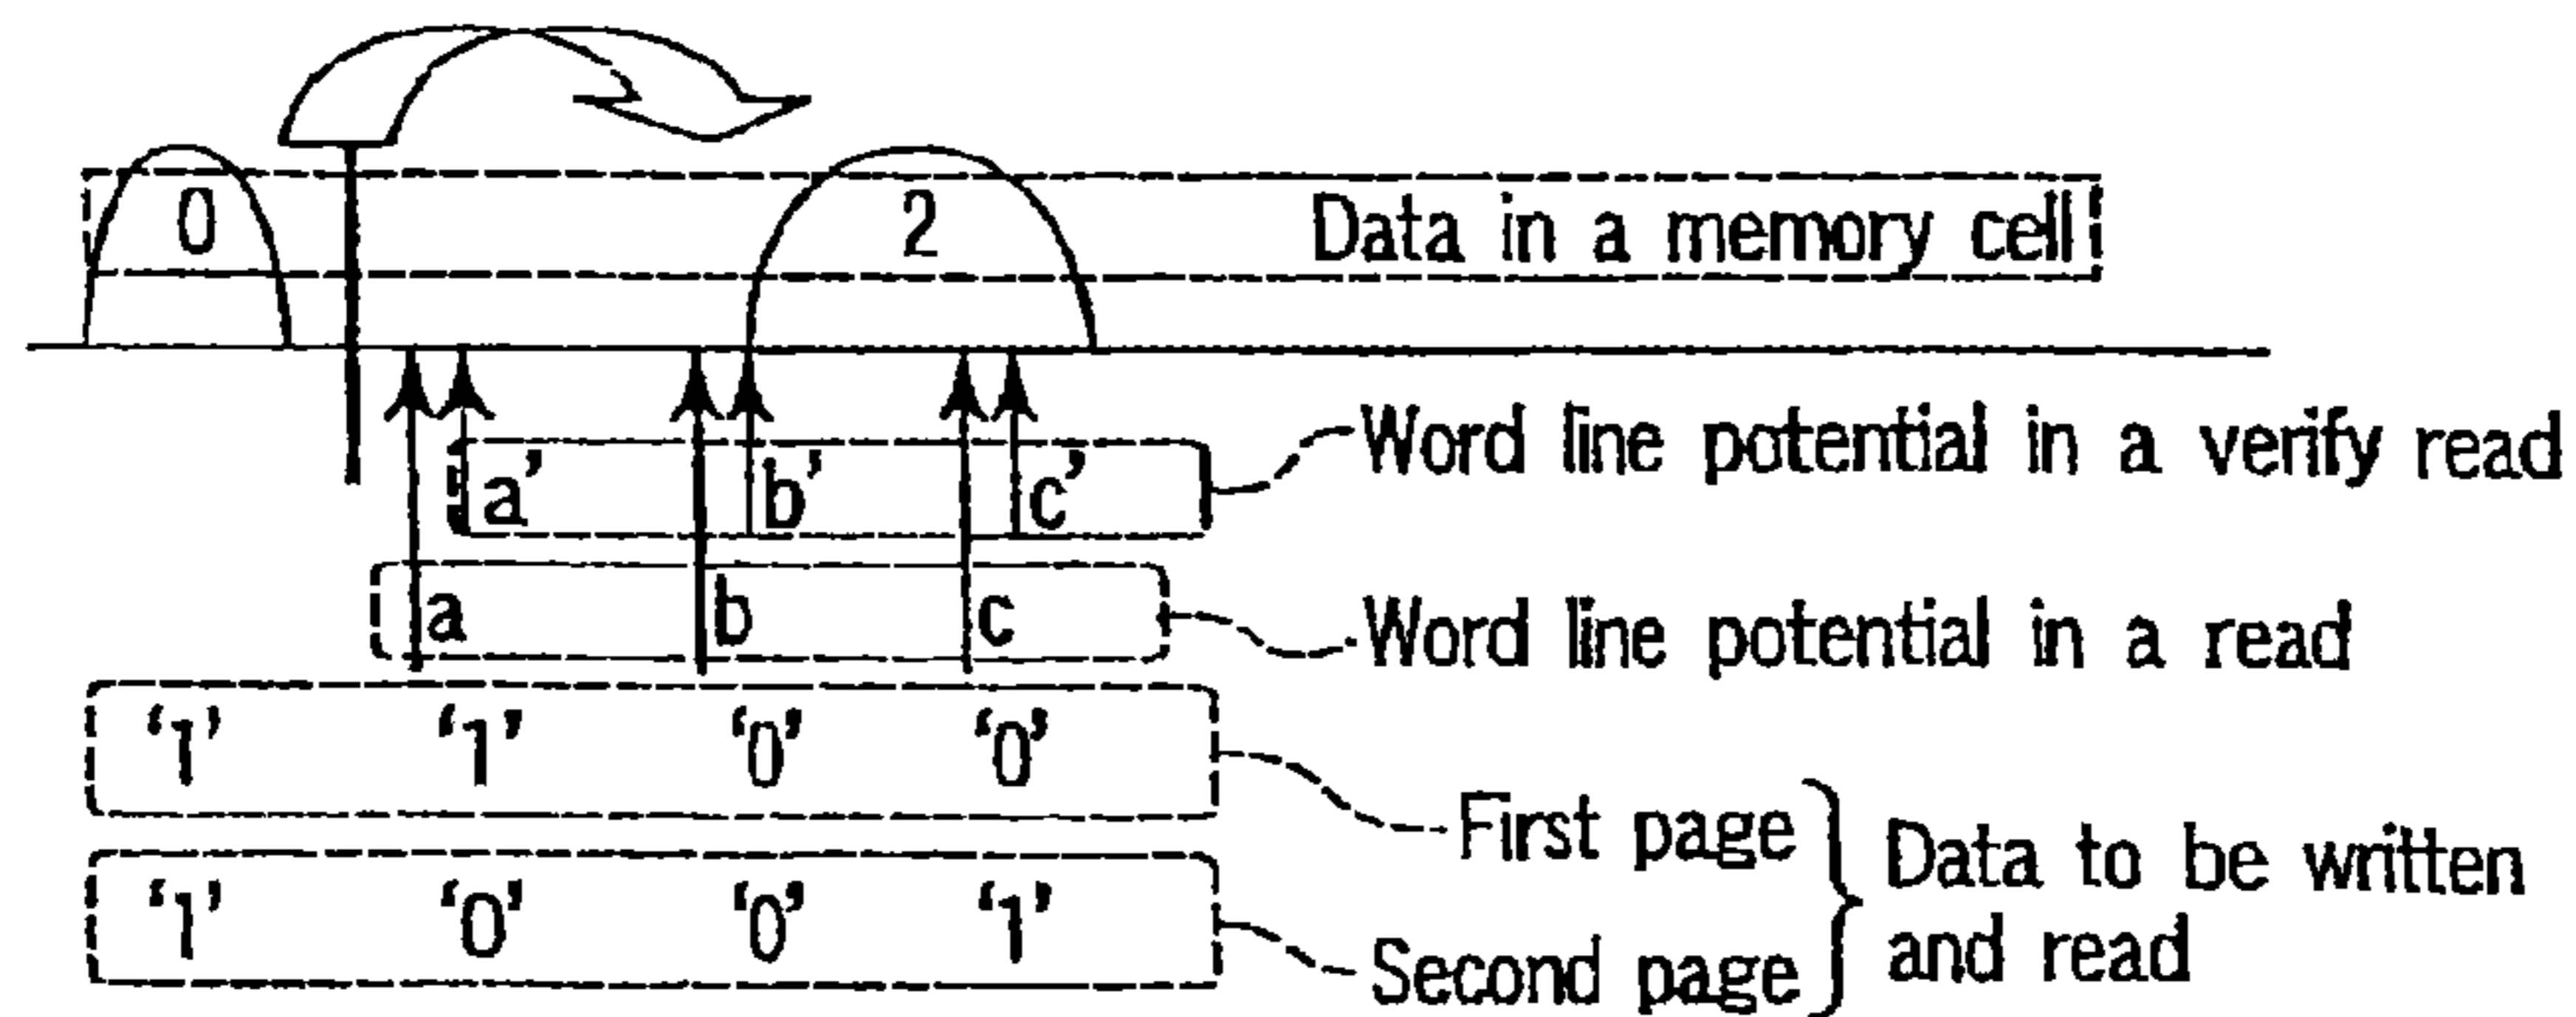 0 2 Data in a memory cell
a' b' c' Word line potential in a verify read
a b c Word line potential in a read
‘1’ ‘1’ ‘0’ ‘0’
First page
‘1’ ‘0’ ‘0’ ‘1’
Second page
Data to be written
and read